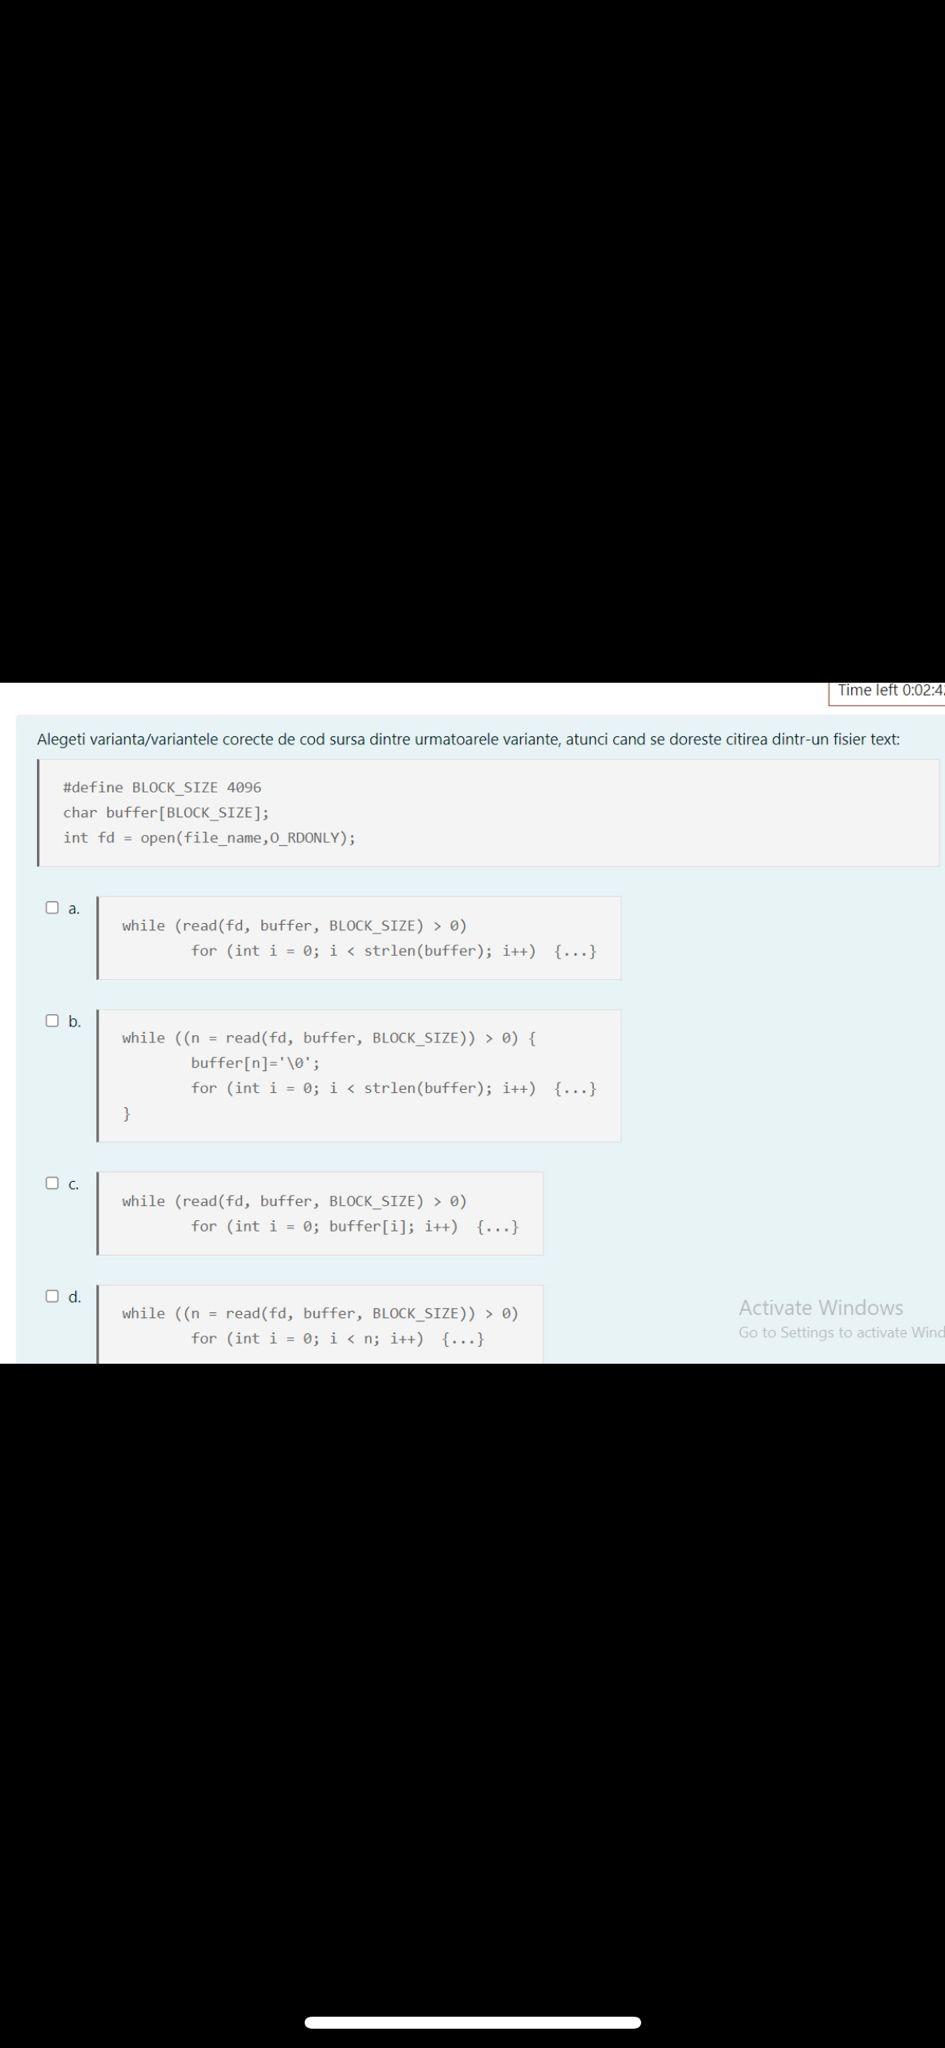 Time left 0:02:4
Alegeti varianta/variantele corecte de cod sursa dintre urmatoarele variante, atunci cand se doreste citirea dintr-un fisier text:
#define BLOCK_SIZE 4096
char buffer[BLOCK_SIZE];
int fd = open(file_name,O_RDONLY);
a.
while (read(fd, buffer, BLOCK_SIZE) > 0)
for (int i = 0; i < strlen(buffer); i++) {...}
b.
while ((n = read(fd, buffer, BLOCK_SIZE)) > 0) {
buffer[n]='\0';
for (int i = 0; i < strlen(buffer); i++) {...}
}
c.
while (read(fd, buffer, BLOCK_SIZE) > 0)
for (int i = 0; buffer[i]; i++) {...}
d.
while ((n = read(fd, buffer, BLOCK_SIZE)) > 0)
for (int i = 0; i < n; i++) {...}
Activate Windows
Go to Settings to activate Wind